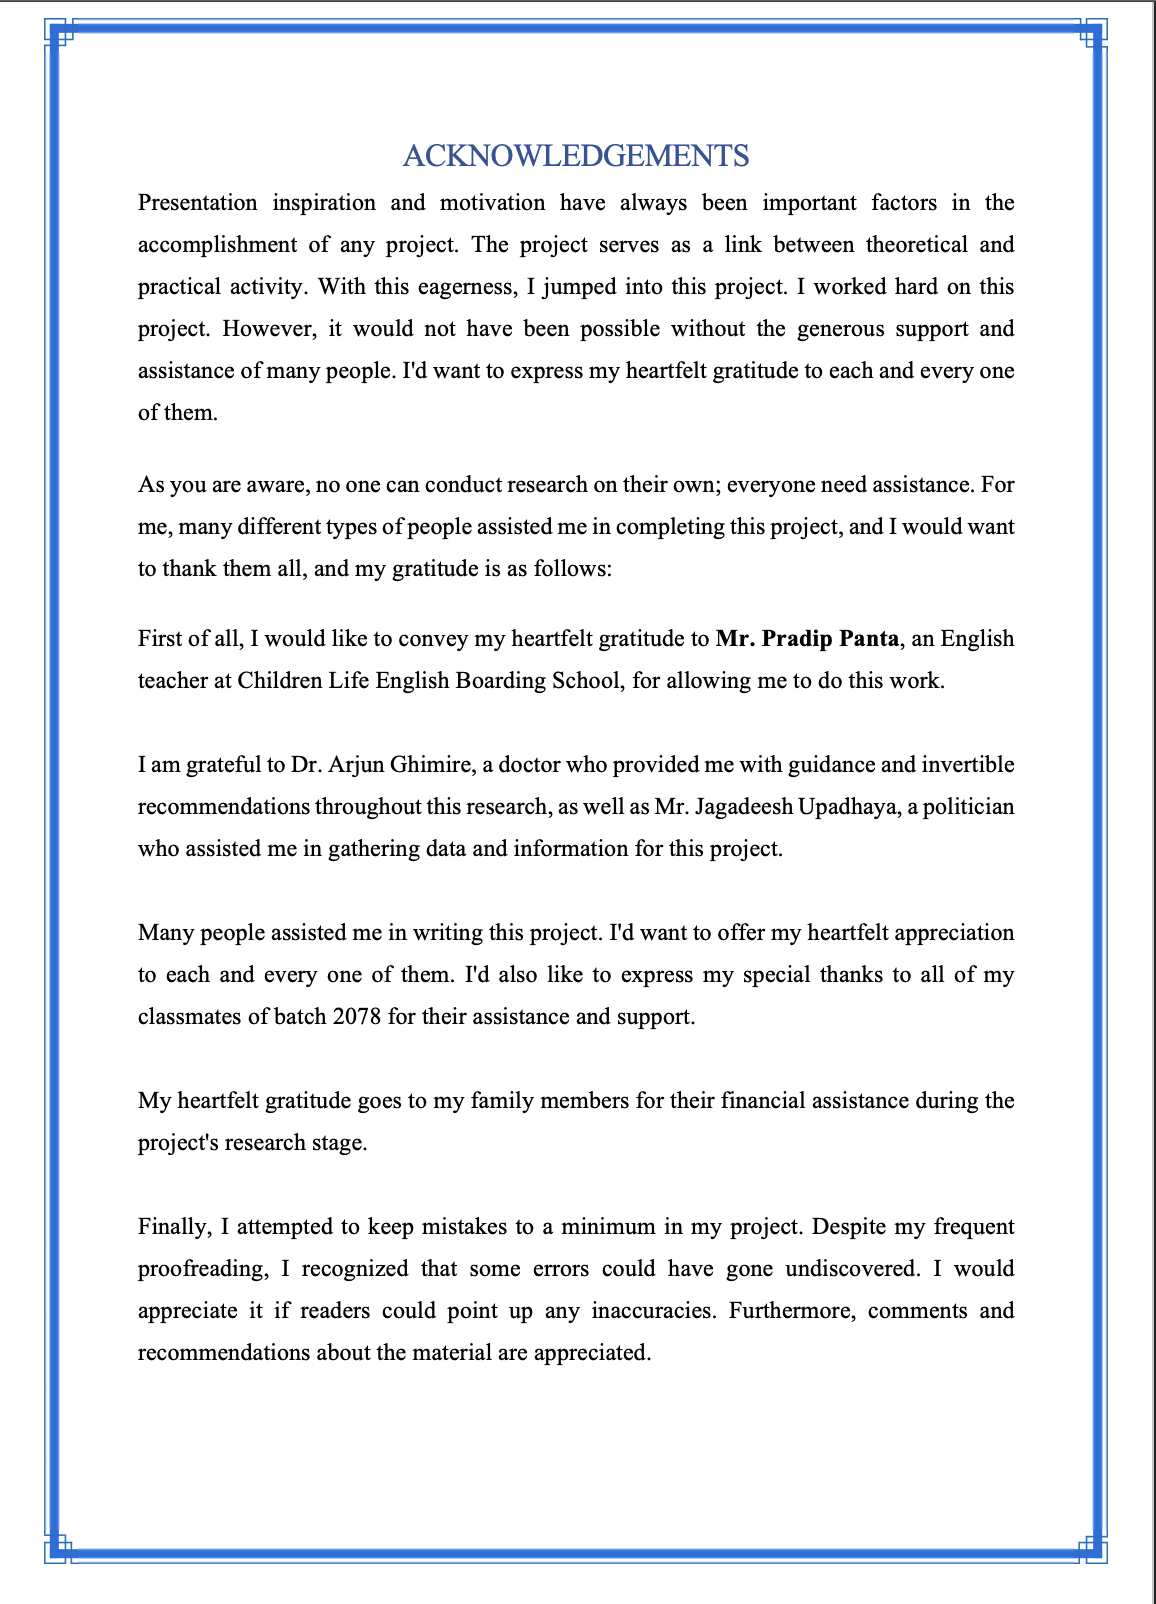 ACKNOWLEDGEMENTS
Presentation inspiration and motivation have always been important factors in the
accomplishment of any project. The project serves as a link between theoretical and
practical activity. With this eagerness, I jumped into this project. I worked hard on this
project. However, it would not have been possible without the generous support and
assistance of many people. I'd want to express my heartfelt gratitude to each and every one
of them.
As you are aware, no one can conduct research on their own; everyone need assistance. For
me, many different types of people assisted me in completing this project, and I would want
to thank them all, and my gratitude is as follows:
First of all, I would like to convey my heartfelt gratitude to Mr. Pradip Panta, an English
teacher at Children Life English Boarding School, for allowing me to do this work.
I am grateful to Dr. Arjun Ghimire, a doctor who provided me with guidance and invertible
recommendations throughout this research, as well as Mr. Jagadeesh Upadhaya, a politician
who assisted me in gathering data and information for this project.
Many people assisted me in writing this project. I'd want to offer my heartfelt appreciation
to each and every one of them. I'd also like to express my special thanks to all of my
classmates of batch 2078 for their assistance and support.
My heartfelt gratitude goes to my family members for their financial assistance during the
project's research stage.
Finally, I attempted to keep mistakes to a minimum in my project. Despite my frequent
proofreading, I recognized that some errors could have gone undiscovered. I would
appreciate it if readers could point up any inaccuracies. Furthermore, comments and
recommendations about the material are appreciated.